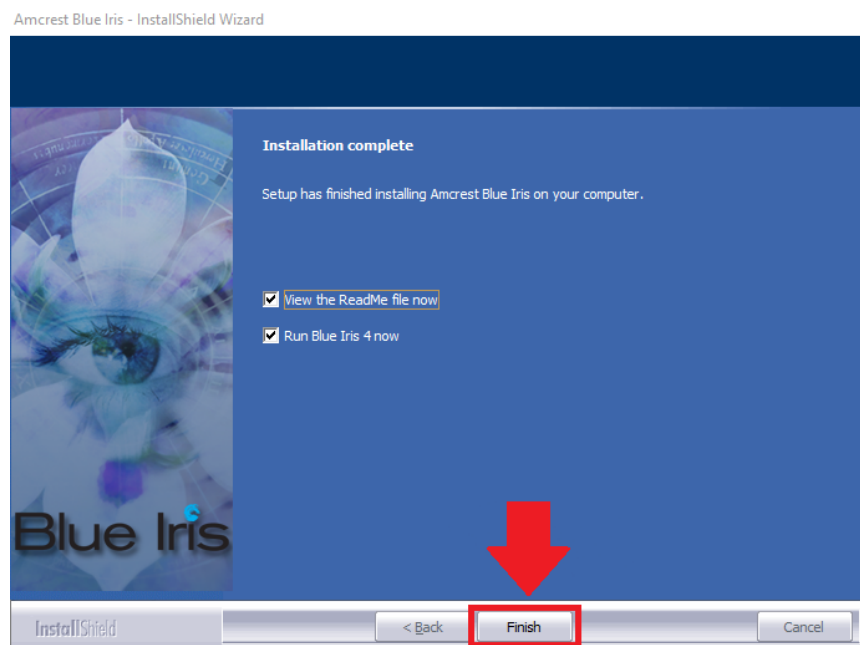 Amcrest Blue Iris - InstallShield Wizard
Installation complete
Setup has finished installing Amcrest Blue Iris on your computer.
View the ReadMe file now
Run Blue Iris 4 now
Blue Iris
InstallShield
< Back
Finish
Cancel